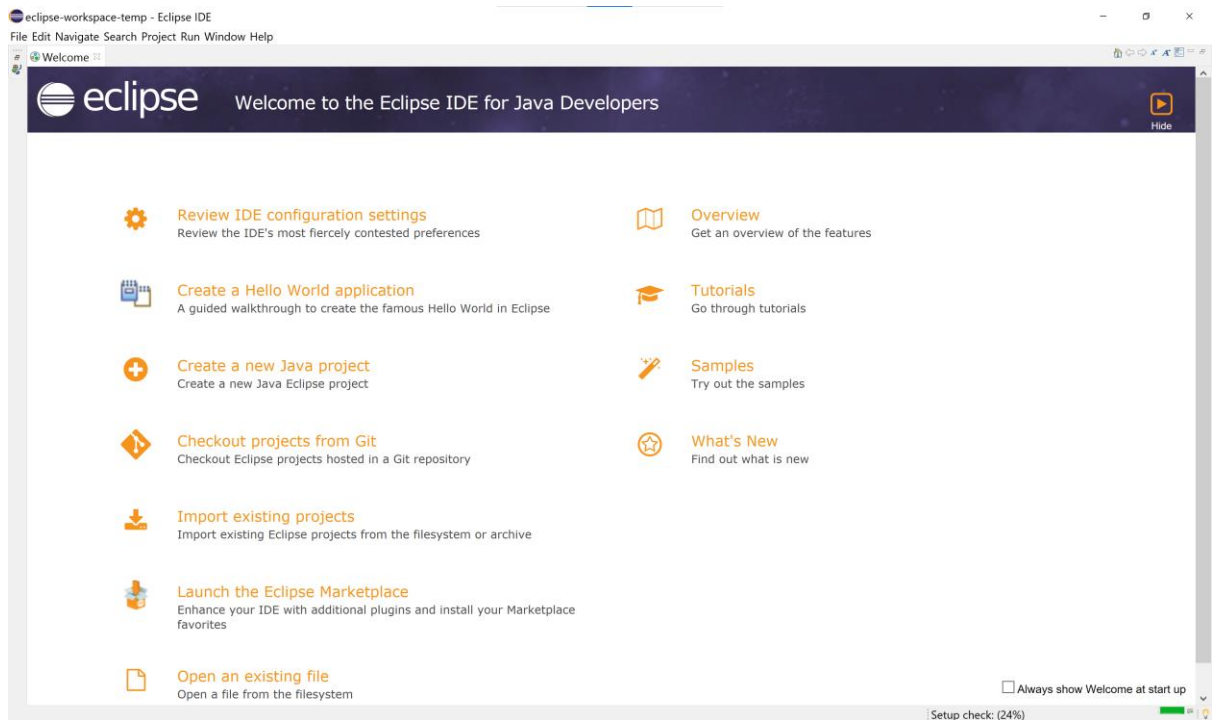 eclipse-workspace-temp - Eclipse IDE
File Edit Navigate Search Project Run Window Help
Welcome
eclipse Welcome to the Eclipse IDE for Java Developers
Hide
Review IDE configuration settings
Review the IDE's most fiercely contested preferences
Overview
Get an overview of the features
Create a Hello World application
A guided walkthrough to create the famous Hello World in Eclipse
Tutorials
Go through tutorials
Create a new Java project
Create a new Java Eclipse project
Samples
Try out the samples
Checkout projects from Git
Checkout Eclipse projects hosted in a Git repository
What's New
Find out what is new
Import existing projects
Import existing Eclipse projects from the filesystem or archive
Launch the Eclipse Marketplace
Enhance your IDE with additional plugins and install your Marketplace
favorites
Open an existing file
Open a file from the filesystem
Always show Welcome at start up
Setup check: (24%)